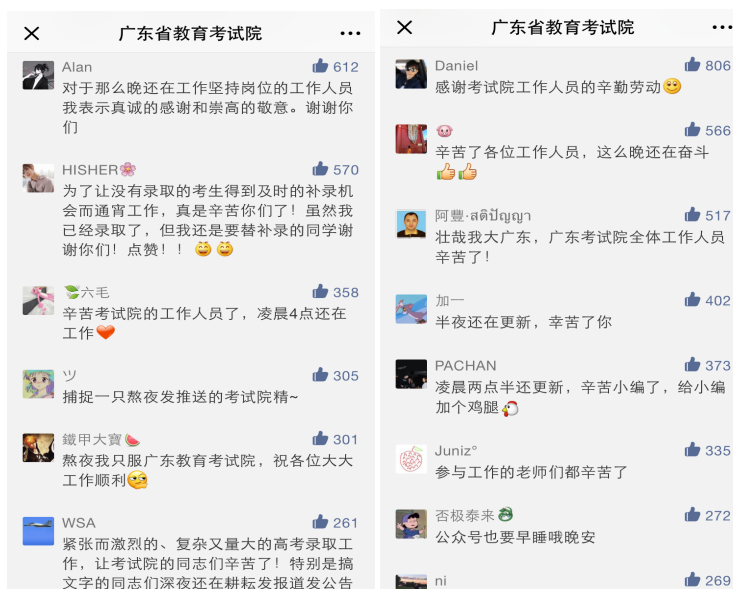 广东省教育考试院
Alan
612
对于那么晚还在工作坚持岗位的工作人员
我表示真诚的感谢和崇高的敬意。谢谢你
们
HISHER🌸
570
为了让没有录取的考生得到及时的补录机
会而通宵工作，真是辛苦你们了！虽然我
已经录取了，但我还是要替补录的同学谢
谢你们！点赞！！😄😄
🍃六毛
358
辛苦考试院的工作人员了，凌晨4点还在
工作❤️
ツ
305
捕捉一只熬夜发推送的考试院精~
鐵甲大寶🍉
301
熬夜我只服广东教育考试院，祝各位大大
工作顺利🤔
WSA
261
紧张而激烈的、复杂又量大的高考录取工
作，让考试院的同志们辛苦了！特别是搞
文字的同志们深夜还在耕耘发报道发公告
广东省教育考试院
Daniel
806
感谢考试院工作人员的辛勤劳动🙂
🐷
566
辛苦了各位工作人员，这么晚还在奋斗
👍👍
阿豐·สติปัญญา
517
壮哉我大广东，广东考试院全体工作人员
辛苦了！
加一
402
半夜还在更新，幸苦了你
PACHAN
373
凌晨两点半还更新，辛苦小编了，给小编
加个鸡腿🐔
Juniz°
335
参与工作的老师们都辛苦了
否极泰来🐉
272
公众号也要早睡哦晚安
ni
269